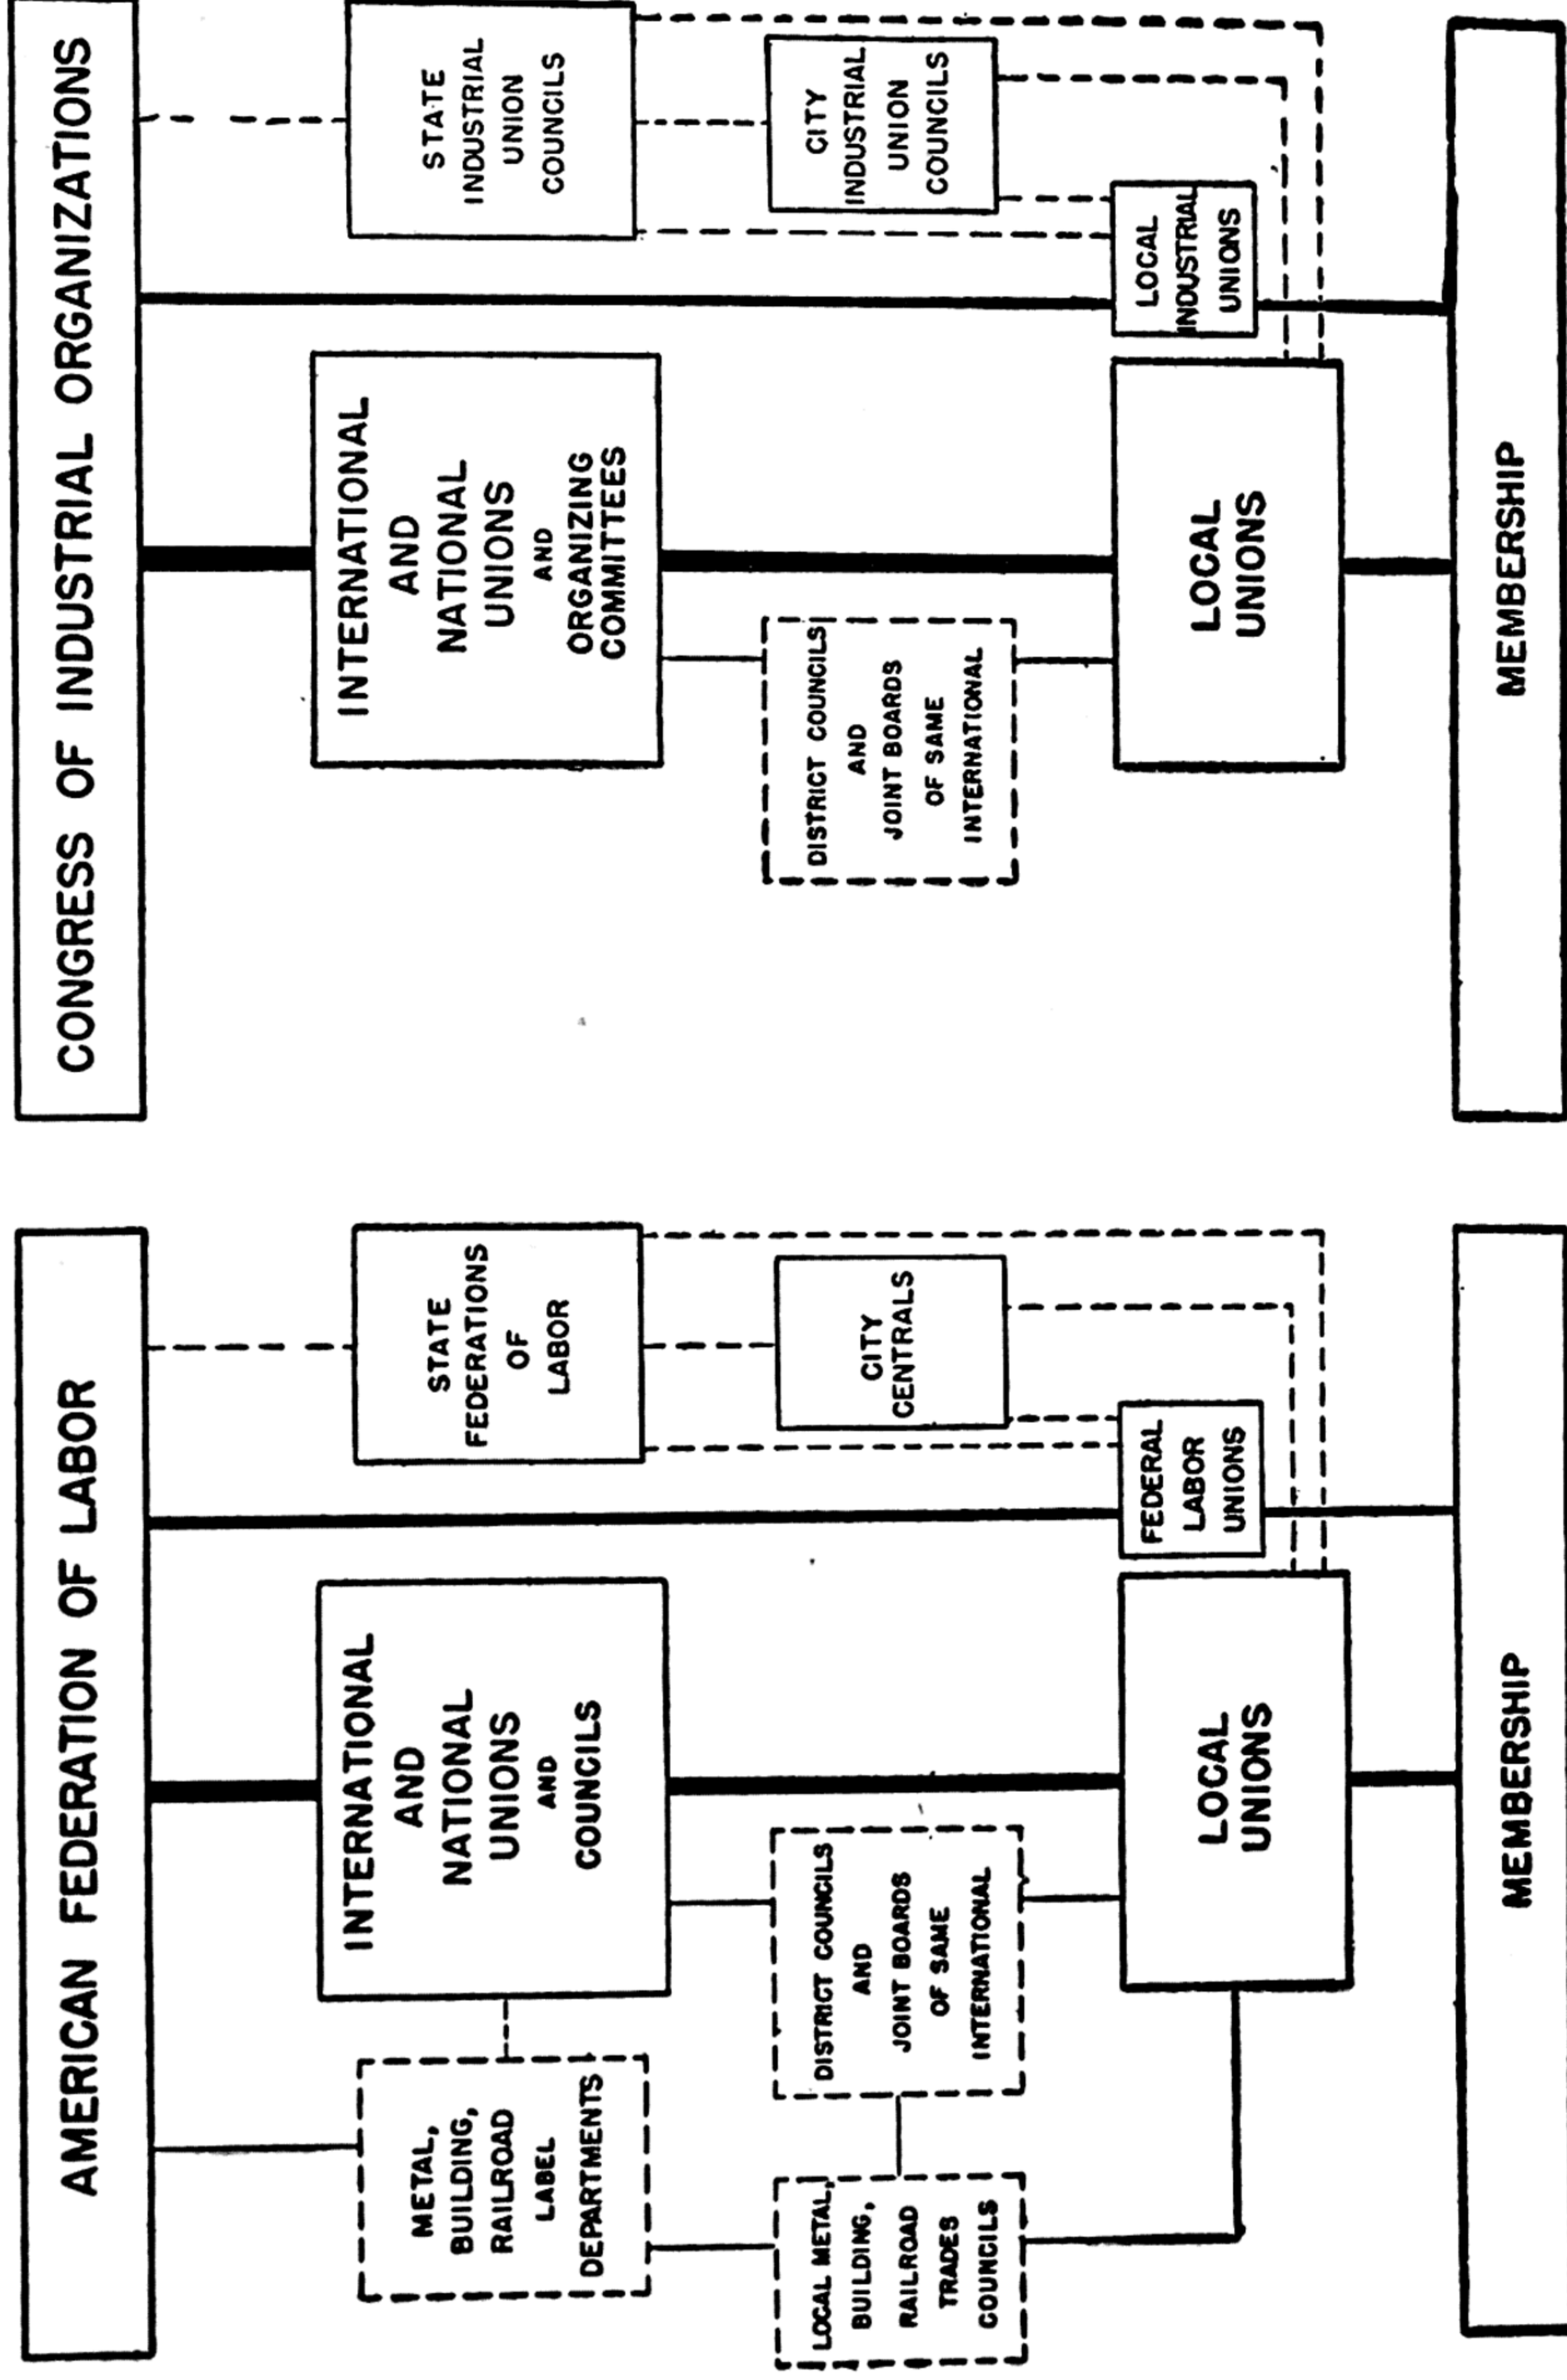 AMERICAN FEDERATION OF LABOR
METAL,
BUILDING,
RAILROAD
LABEL
DEPARTMENTS
INTERNATIONAL
AND
NATIONAL
UNIONS
AND
COUNCILS
STATE
FEDERATIONS
OF
LABOR
LOCAL METAL,
BUILDING,
RAILROAD
TRADES
COUNCILS
DISTRICT COUNCILS
AND
JOINT BOARDS
OF SAME
INTERNATIONAL
CITY
CENTRALS
LOCAL
UNIONS
FEDERAL
LABOR
UNIONS
MEMBERSHIP
CONGRESS OF INDUSTRIAL ORGANIZATIONS
INTERNATIONAL
AND
NATIONAL
UNIONS
AND
ORGANIZING
COMMITTEES
STATE
INDUSTRIAL
UNION
COUNCILS
DISTRICT COUNCILS
AND
JOINT BOARDS
OF SAME
INTERNATIONAL
CITY
INDUSTRIAL
UNION
COUNCILS
LOCAL
UNIONS
LOCAL
INDUSTRIAL
UNIONS
MEMBERSHIP